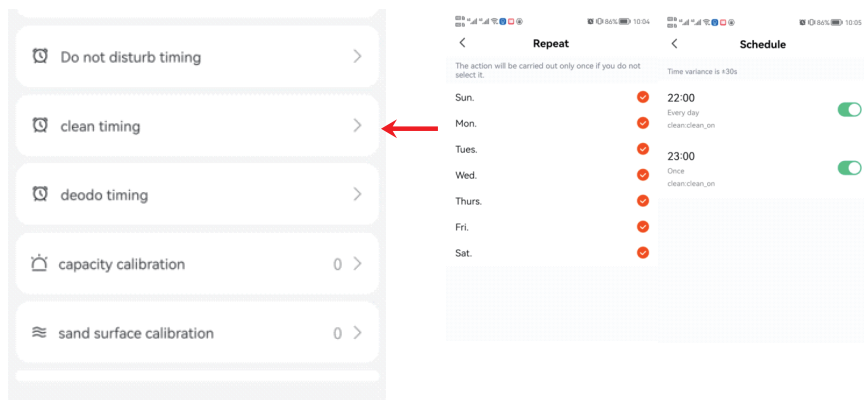 Do not disturb timing
clean timing
deodo timing
capacity calibration 0
sand surface calibration 0
86% 10:04
Repeat
The action will be carried out only once if you do not
select it.
Sun.
Mon.
Tues.
Wed.
Thurs.
Fri.
Sat.
86% 10:05
Schedule
Time variance is ±30s
22:00
Every day
clean:clean_on
23:00
Once
clean:clean_on